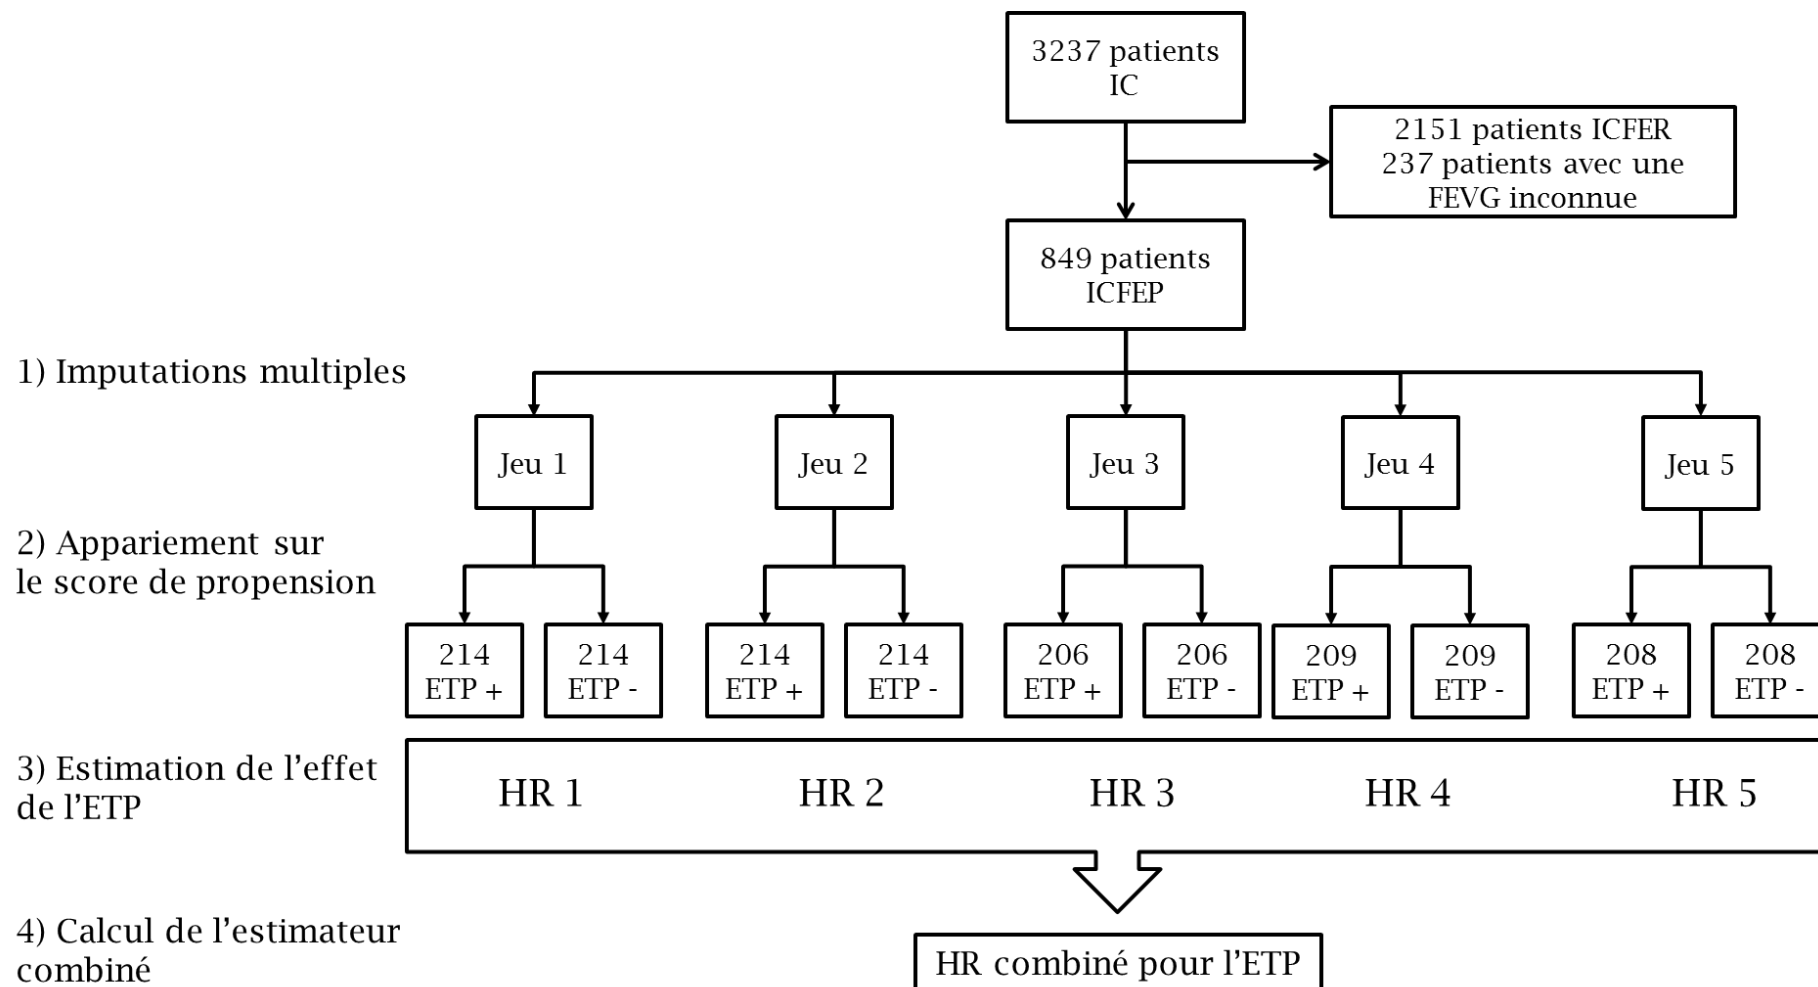 3237 patients
IC
2151 patients ICFER
237 patients avec une
FEVG inconnue
849 patients
ICFEP
1) Imputations multiples
Jeu 1
Jeu 2
Jeu 3
Jeu 4
Jeu 5
2) Appariement sur
le score de propension
214
ETP +
214
ETP -
214
ETP +
214
ETP -
206
ETP +
206
ETP -
209
ETP +
209
ETP -
208
ETP +
208
ETP -
3) Estimation de l’effet
de l’ETP
HR 1
HR 2
HR 3
HR 4
HR 5
4) Calcul de l’estimateur
combiné
HR combiné pour l’ETP